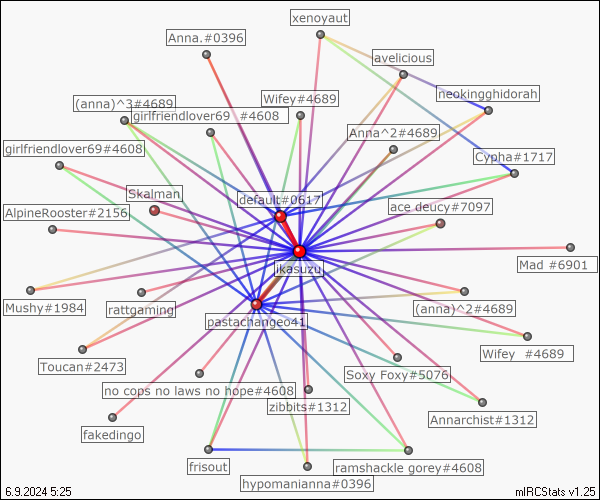 xenoyaut
Anna.#0396
avelicious
neokingghidorah
(anna)^3#4689
girlfriendlover69 #4608
Wifey#4689
Anna^2#4689
girlfriendlover69#4608
Cypha#1717
Skalman
default#0617
AlpineRooster#2156
ace deucy#7097
ikasuzu
Mad #6901
Mushy#1984
rattgaming
(anna)^2#4689
pastachangeo41
Wifey #4689
Toucan#2473
Soxy Foxy#5076
no cops no laws no hope#4608
zibbits#1312
Annarchist#1312
fakedingo
frisout
ramshackle gorey#4608
hypomanianna#0396
6.9.2024 5:25
mIRCStats v1.25